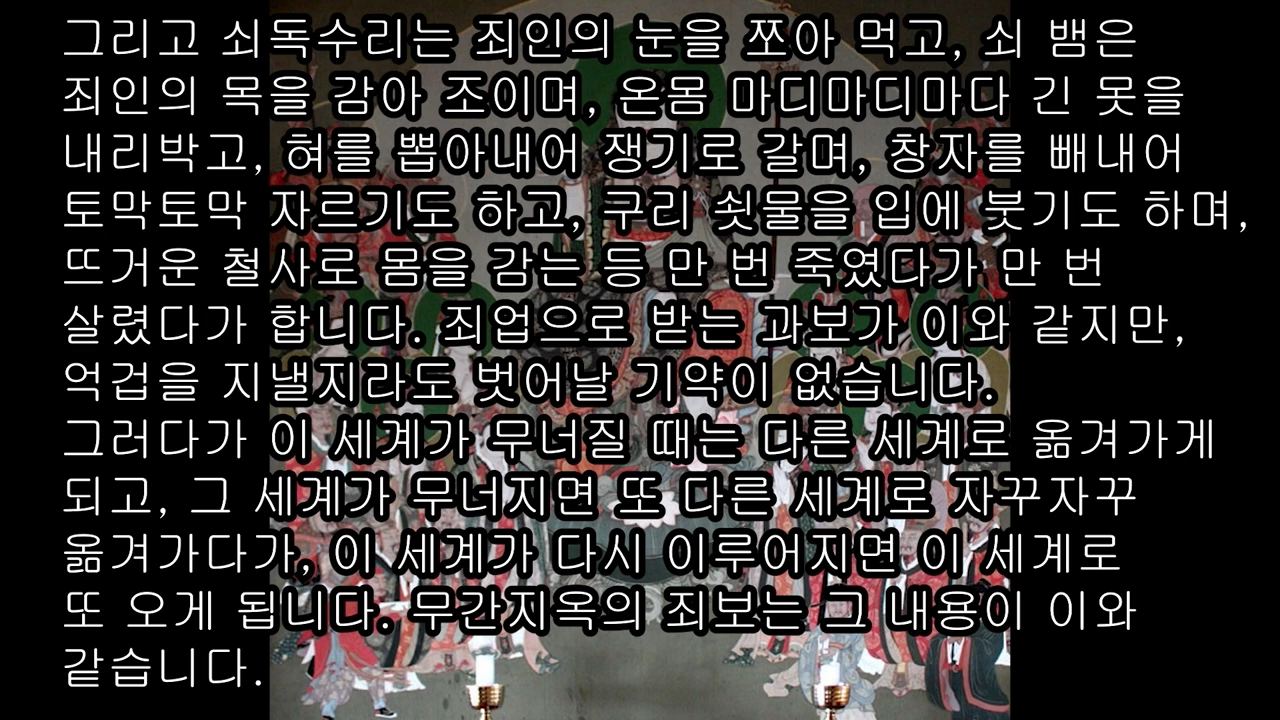 그리고 쇠독수리는 죄인의 눈을 쪼아 먹고, 쇠 뱀은
죄인의 목을 감아 조이며, 온몸 마디마디마다 긴 못을
내리박고, 혀를 뽑아내어 쟁기로 갈며, 창자를 빼내어
토막토막 자르기도 하고, 구리 쇳물을 입에 붓기도 하며,
뜨거운 철사로 몸을 감는 등 만 번 죽였다가 만 번
살렸다가 합니다. 죄업으로 받는 과보가 이와 같지만,
억겁을 지낼지라도 벗어날 기약이 없습니다.
그러다가 이 세계가 무너질 때는 다른 세계로 옮겨가게
되고, 그 세계가 무너지면 또 다른 세계로 자꾸자꾸
옮겨가다가, 이 세계가 다시 이루어지면 이 세계로
또 오게 됩니다. 무간지옥의 죄보는 그 내용이 이와
같습니다.